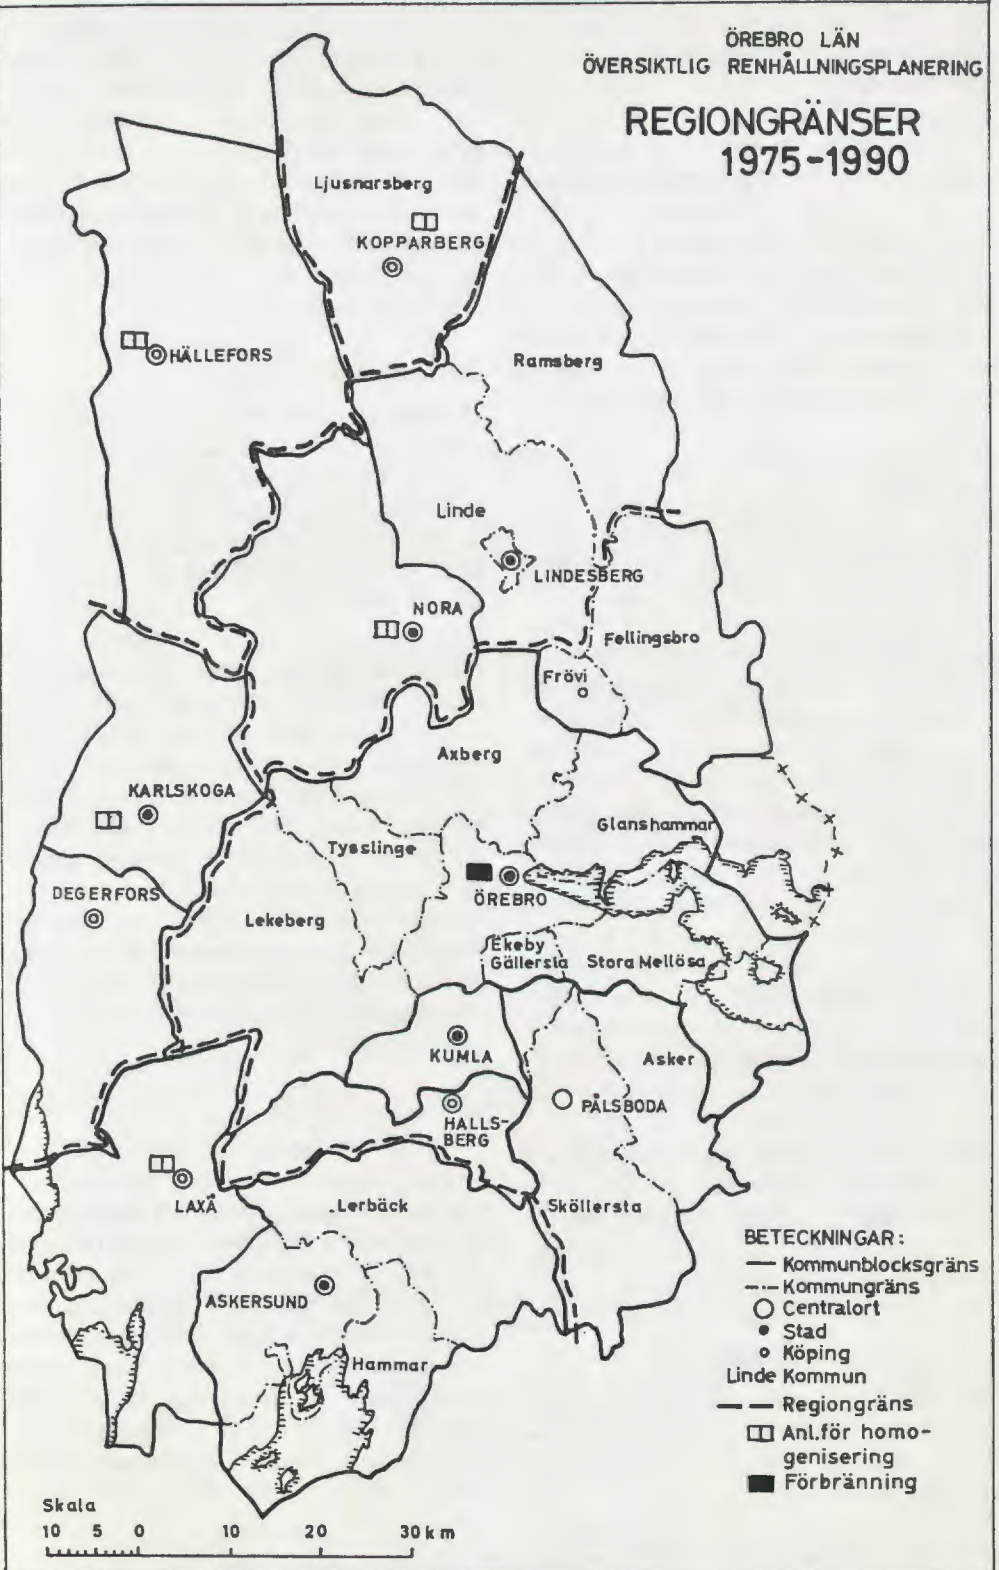 ÖREBRO LÄN
ÖVERSIKTLIG RENHÅLLNINGSPLANERING
REGIONGRÄNSER
1975-1990
Ljusnarsberg
KOPPARBERG
HÄLLEFORS
Ramsberg
Linde
LINDESBERG
NORA
Fellingsbro
Frövi
Axberg
KARLSKOGA
Glanshammar
Tysslinge
DEGERFORS
ÖREBRO
Lekeberg
Ekeby
Gällersta
Stora Mellösa
KUMLA
Asker
HALLS-
BERG
PÅLSBODA
LAXÅ
Lerbäck
Sköllersta
ASKERSUND
Hammar
BETECKNINGAR:
Kommunblocksgräns
Kommungräns
Centralort
Stad
Köping
Linde Kommun
Regiongräns
Anl.för homo-
genisering
Förbränning
Skala
10 5 0 10 20 30 km